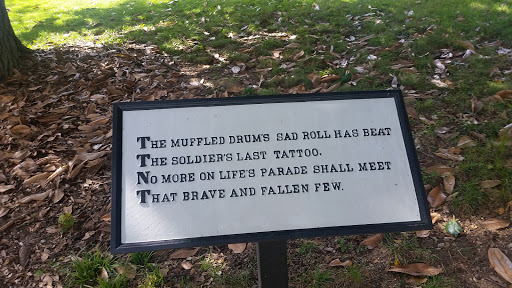 THE MUFFLED DRUM'S SAD ROLL HAS BEAT
THE SOLDIER'S LAST TATTOO.
NO MORE ON LIFE'S PARADE SHALL MEET
THAT BRAVE AND FALLEN FEW.